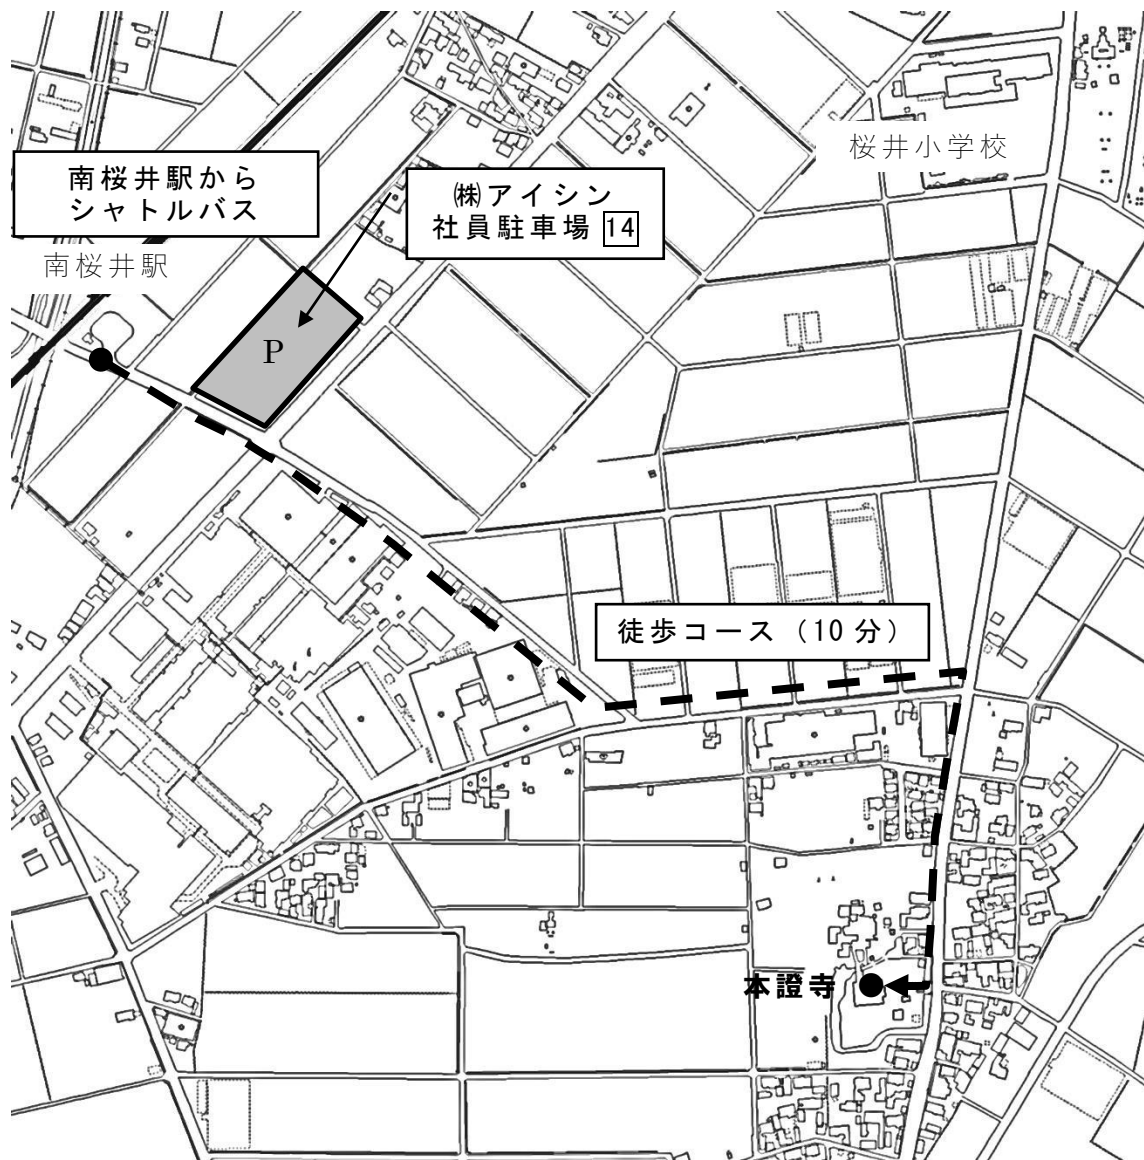 桜井小学校
南桜井駅から
シャトルバス
㈱アイシン
社員駐車場 14
南桜井駅
P
徒歩コース（10 分）
本證寺